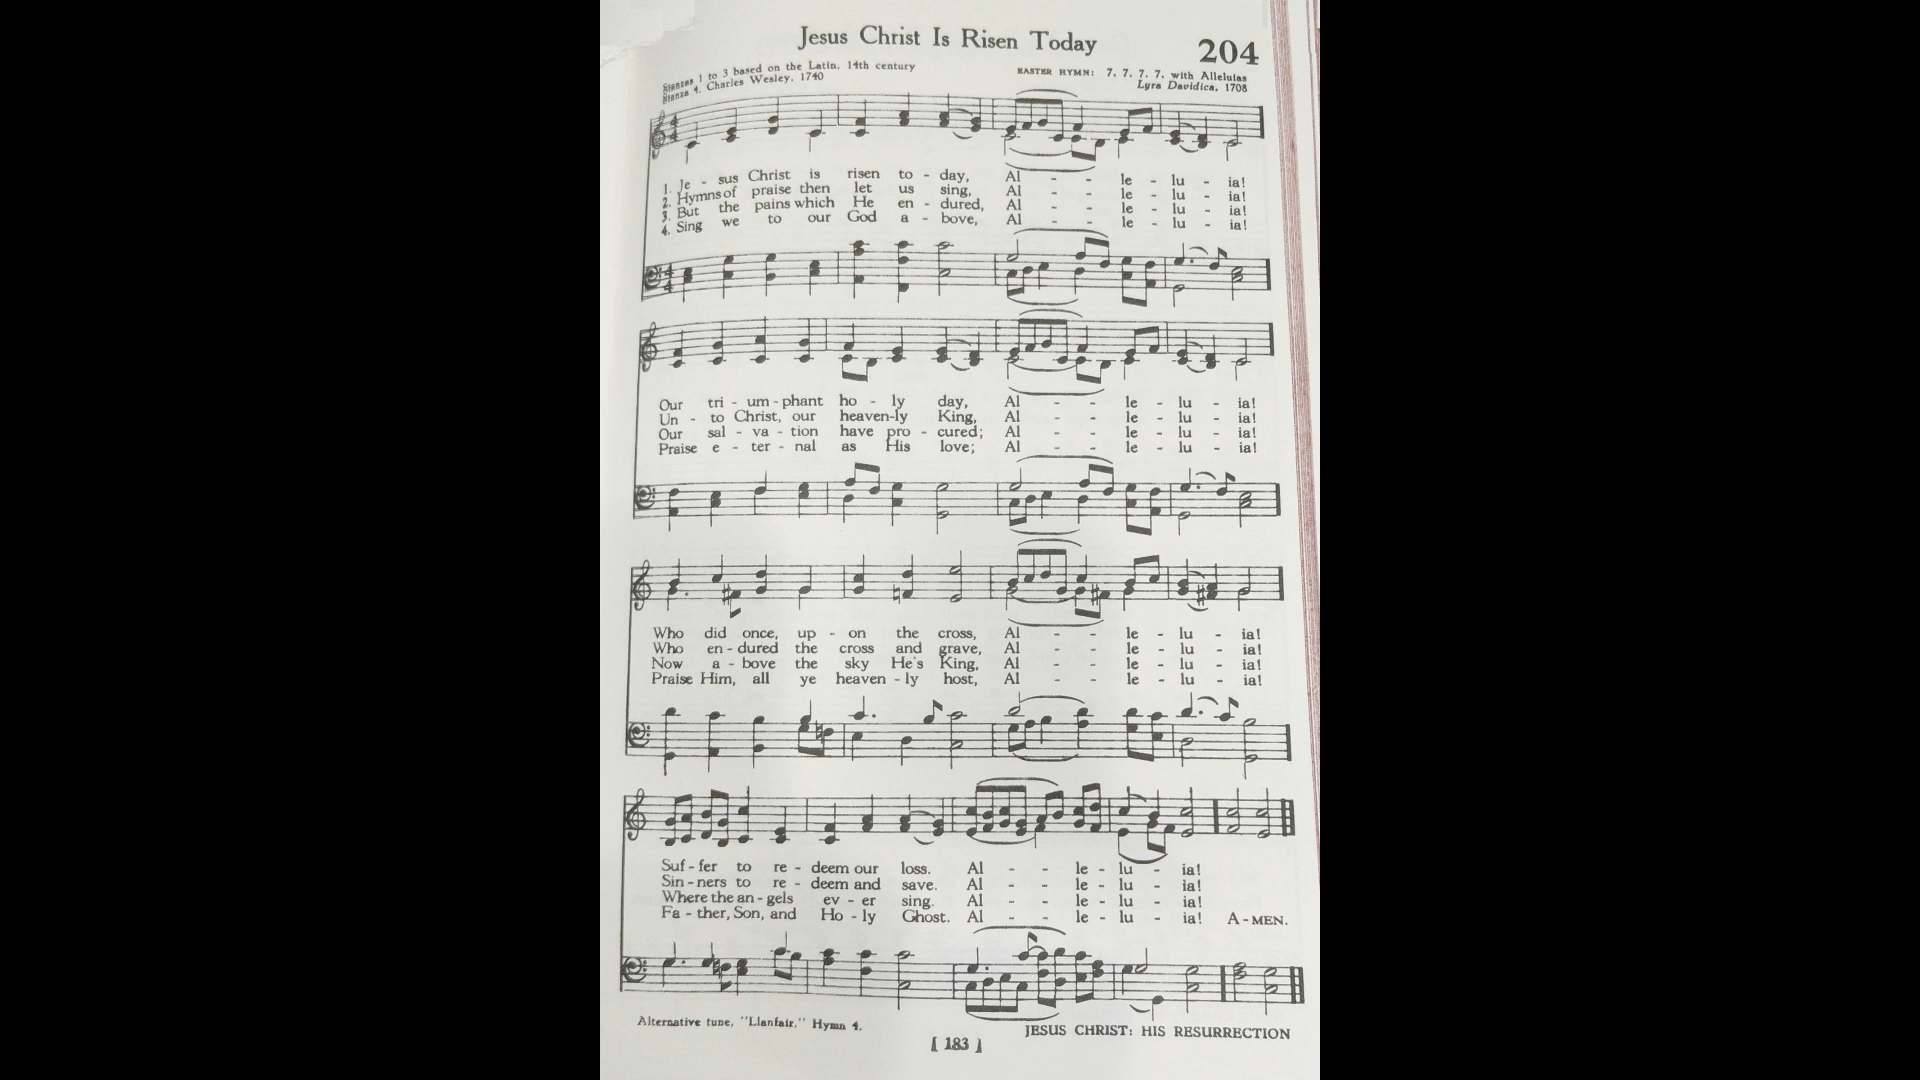 Jesus Christ Is Risen Today
204
Stanzas 1 to 3 based on the Latin, 14th century
Stanza 4, Charles Wesley, 1740
EASTER HYMN: 7. 7. 7. 7. with Alleluias
Lyra Davidica, 1708
1. Je - sus Christ is risen to - day, Al - - le - lu - ia!
2. Hymns of praise then let us sing, Al - - le - lu - ia!
3. But the pains which He en - dured, Al - - le - lu - ia!
4. Sing we to our God a - bove, Al - - le - lu - ia!
Our tri - um - phant ho - ly day, Al - - le - lu - ia!
Un - to Christ, our heaven-ly King, Al - - le - lu - ia!
Our sal - va - tion have pro - cured; Al - - le - lu - ia!
Praise e - ter - nal as His love; Al - - le - lu - ia!
Who did once, up - on the cross, Al - - le - lu - ia!
Who en - dured the cross and grave, Al - - le - lu - ia!
Now a - bove the sky He's King, Al - - le - lu - ia!
Praise Him, all ye heaven - ly host, Al - - le - lu - ia!
Suf - fer to re - deem our loss. Al - - le - lu - ia!
Sin - ners to re - deem and save. Al - - le - lu - ia!
Where the an - gels ev - er sing. Al - - le - lu - ia!
Fa - ther, Son, and Ho - ly Ghost. Al - - le - lu - ia! A - MEN.
Alternative tune, "Llanfair," Hymn 4.
JESUS CHRIST: HIS RESURRECTION
[ 183 ]